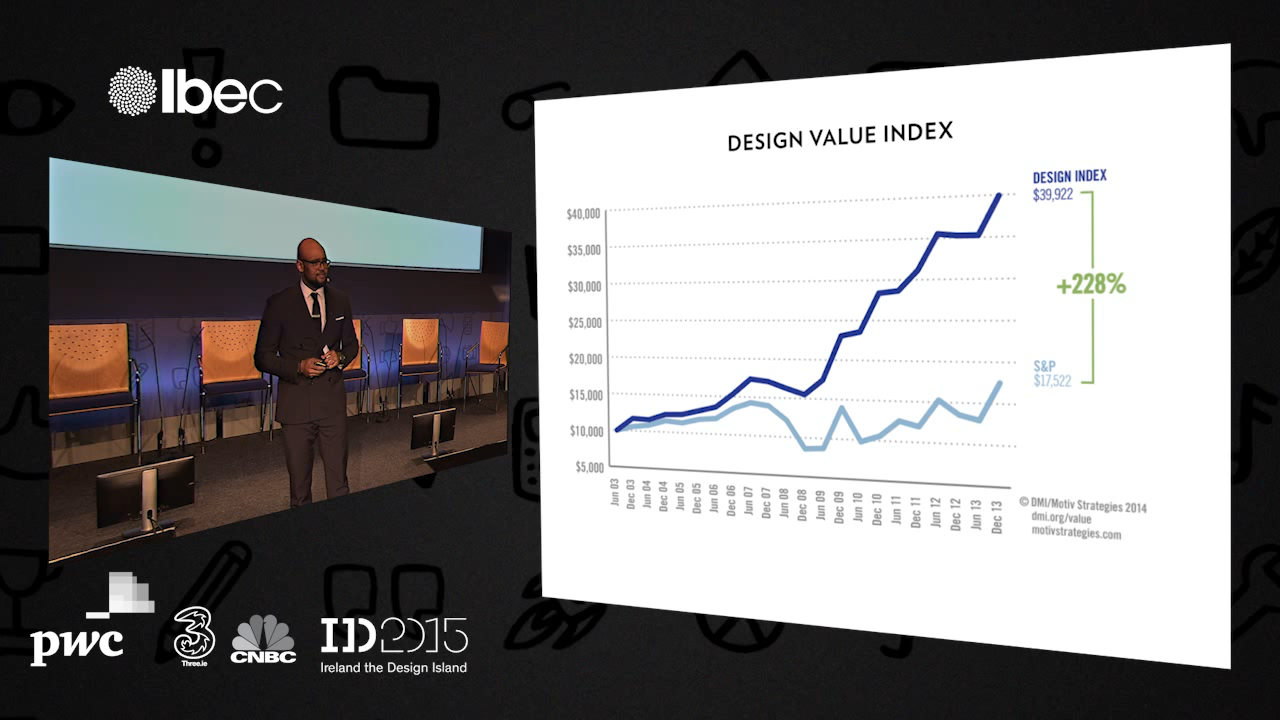 Ibec
DESIGN VALUE INDEX
DESIGN INDEX
$39,922
+228%
S&P
$17,522
$40,000
$35,000
$30,000
$25,000
$20,000
$15,000
$10,000
$5,000
Jun 03
Dec 03
Jun 04
Dec 04
Jun 05
Dec 05
Jun 06
Dec 06
Jun 07
Dec 07
Jun 08
Dec 08
Jun 09
Dec 09
Jun 10
Dec 10
Jun 11
Dec 11
Jun 12
Dec 12
Jun 13
Dec 13
© DMI/Motiv Strategies 2014
dmi.org/value
motivstrategies.com
pwc
3
Three.ie
CNBC
ID2015
Ireland the Design Island